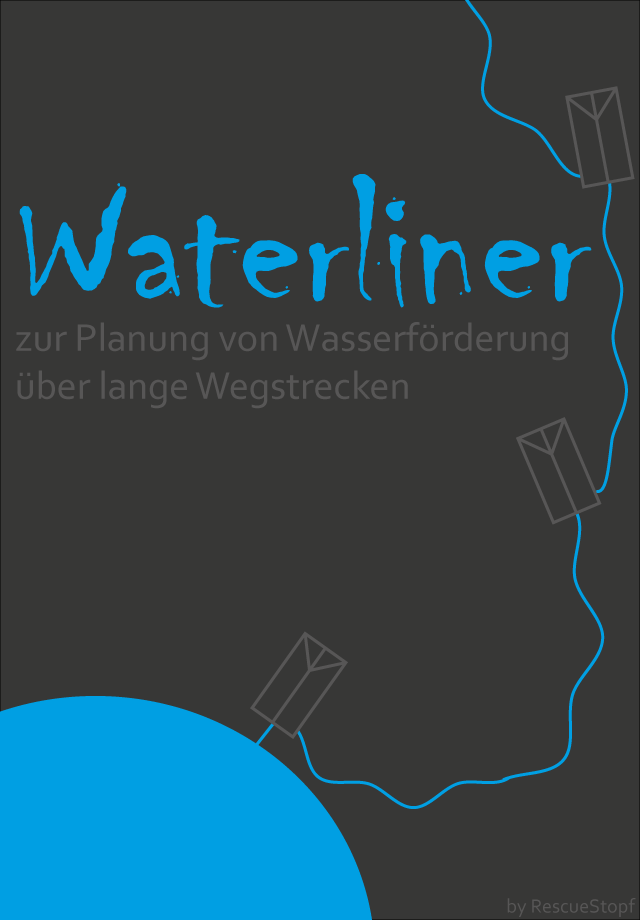 Waterliner
zur Planung von Wasserförderung
über lange Wegstrecken
by RescueStopf